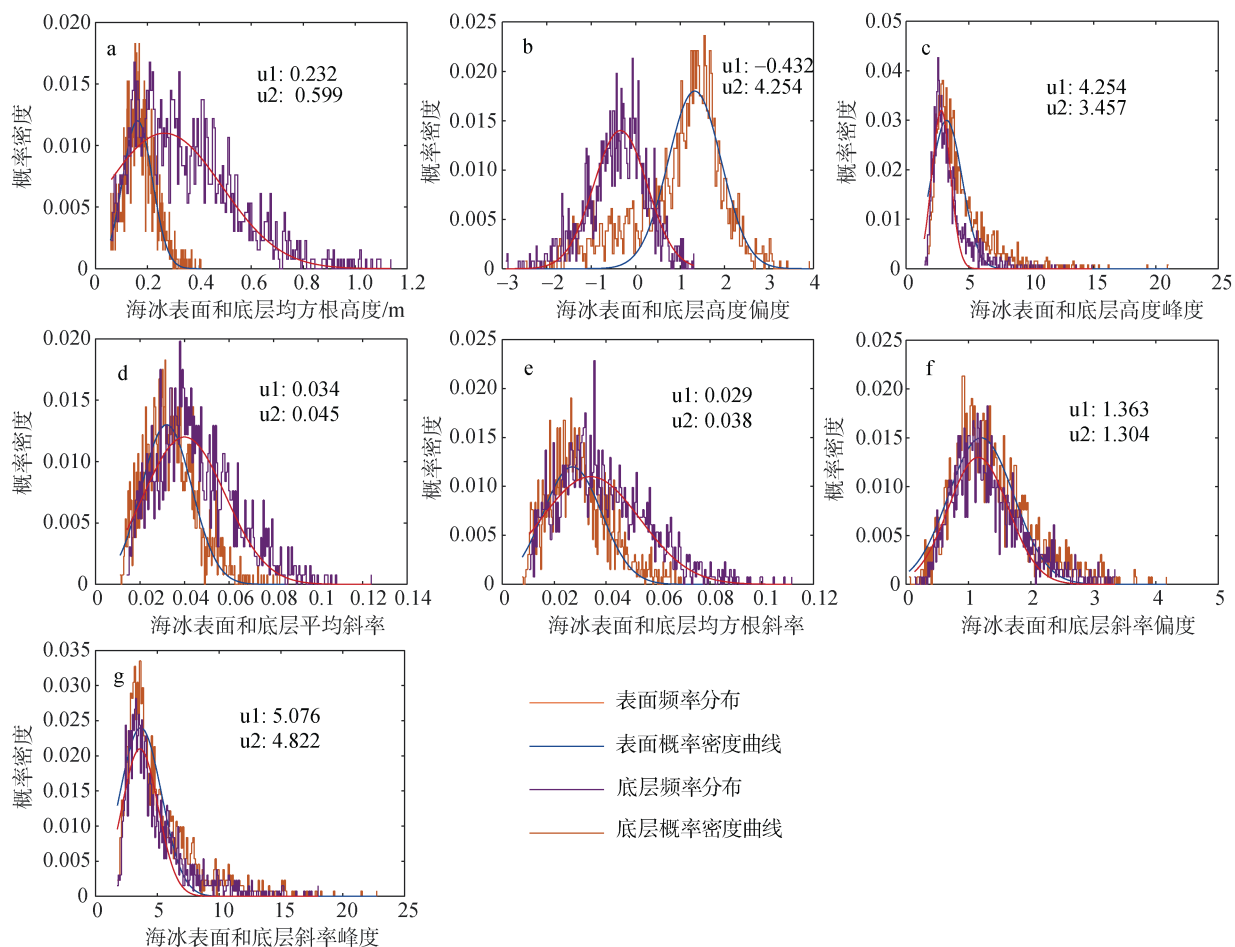 0.020
0.015
0.010
0.005
0
概率密度
a
u1: 0.232
u2: 0.599
0 0.2 0.4 0.6 0.8 1.0 1.2
海冰表面和底层均方根高度/m
0.025
0.020
0.015
0.010
0.005
0
概率密度
b
u1: −0.432
u2: 4.254
−3 −2 −1 0 1 2 3 4
海冰表面和底层高度偏度
0.05
0.04
0.03
0.02
0.01
0.00
概率密度
c
u1: 4.254
u2: 3.457
0 5 10 15 20 25
海冰表面和底层高度峰度
0.020
0.015
0.010
0.005
0
概率密度
d
u1: 0.034
u2: 0.045
0 0.02 0.04 0.06 0.08 0.1 0.12 0.14
海冰表面和底层平均斜率
0.025
0.020
0.015
0.010
0.005
0
概率密度
e
u1: 0.029
u2: 0.038
0 0.02 0.04 0.06 0.08 0.1 0.12
海冰表面和底层均方根斜率
0.025
0.020
0.015
0.010
0.005
0
概率密度
f
u1: 1.363
u2: 1.304
0 1 2 3 4 5
海冰表面和底层斜率偏度
0.035
0.030
0.025
0.020
0.015
0.010
0.005
0
概率密度
g
u1: 5.076
u2: 4.822
0 5 10 15 20 25
海冰表面和底层斜率峰度
表面频率分布
表面概率密度曲线
底层频率分布
底层概率密度曲线